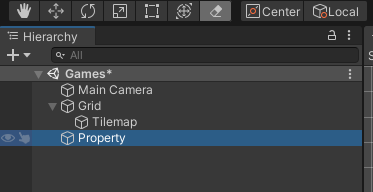 Center Local
Hierarchy
All
Games*
Main Camera
Grid
Tilemap
Property